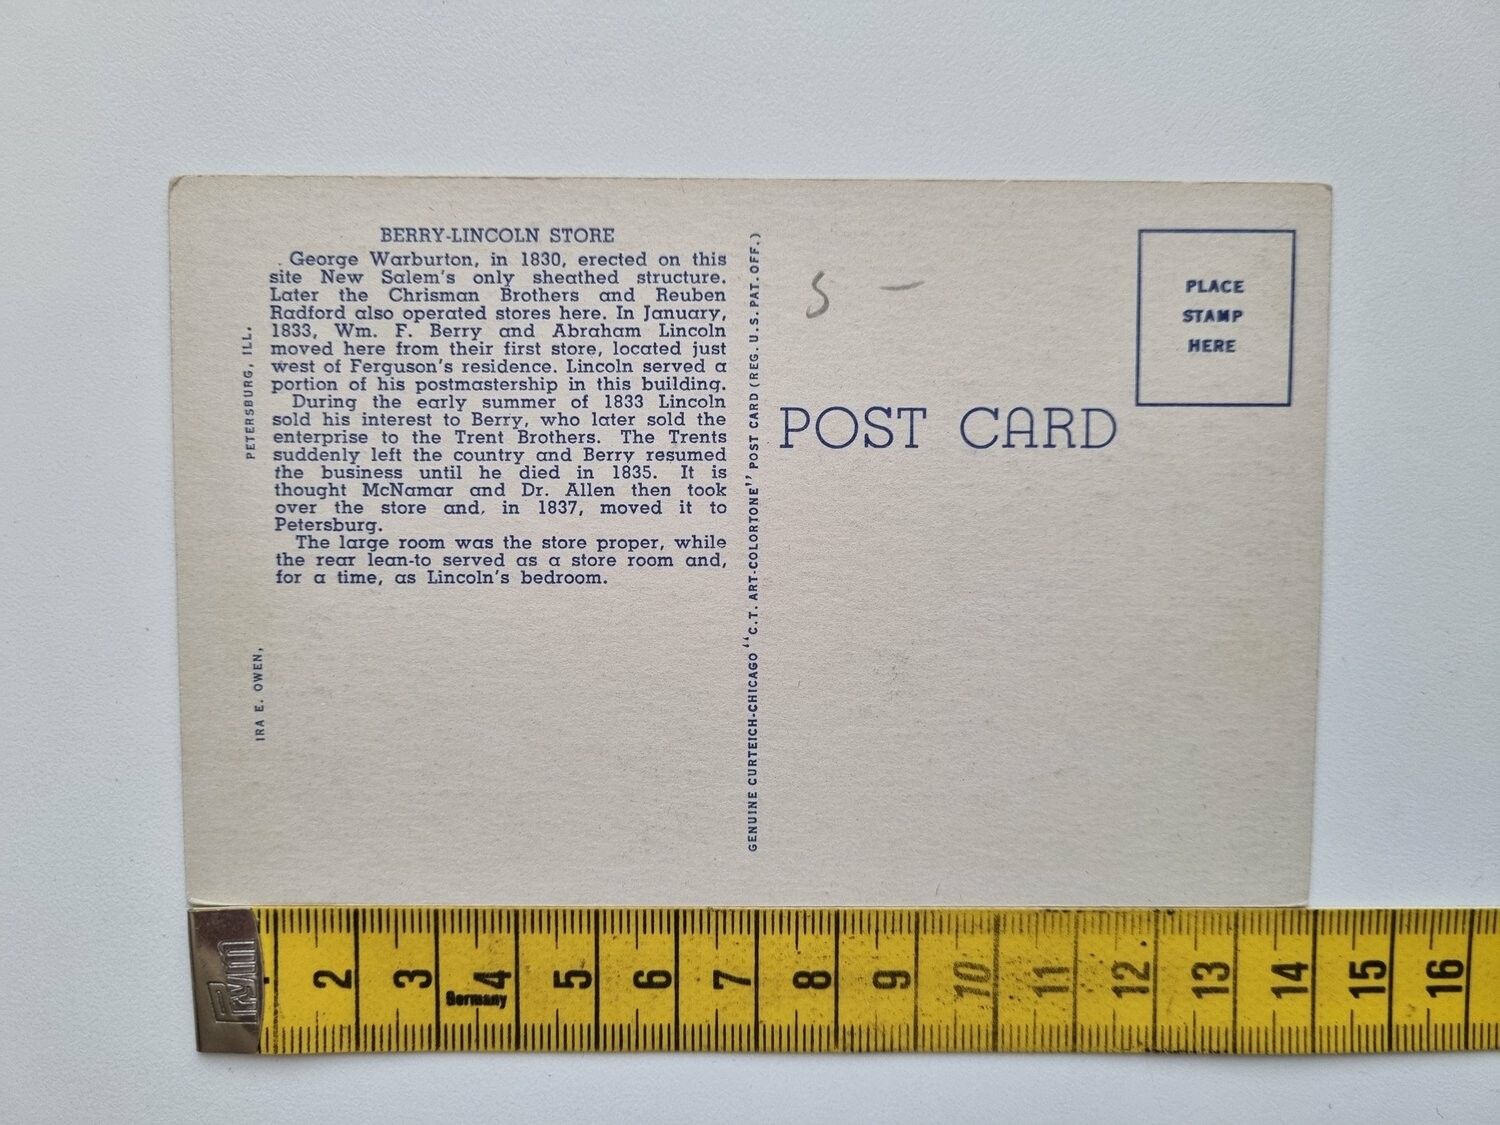 BERRY-LINCOLN STORE
George Warburton, in 1830, erected on this
site New Salem's only sheathed structure.
Later the Chrisman Brothers and Reuben
Radford also operated stores here. In January,
1833, Wm. F. Berry and Abraham Lincoln
moved here from their first store, located just
west of Ferguson's residence. Lincoln served a
portion of his postmastership in this building.
During the early summer of 1833 Lincoln
sold his interest to Berry, who later sold the
enterprise to the Trent Brothers. The Trents
suddenly left the country and Berry resumed
the business until he died in 1835. It is
thought McNamar and Dr. Allen then took
over the store and, in 1837, moved it to
Petersburg.
The large room was the store proper, while
the rear lean-to served as a store room and,
for a time, as Lincoln's bedroom.
IRA E. OWEN, PETERSBURG, ILL.
GENUINE CURTEICH-CHICAGO "C.T. ART-COLORTONE" POST CARD (REG. U.S. PAT. OFF.)
5 -
POST CARD
PLACE
STAMP
HERE
Prym
2 3 4 5 6 7 8 9 10 11 12 13 14 15 16
Germany